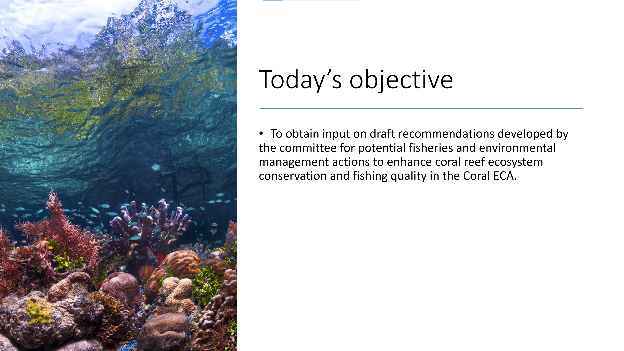 Today’s objective
• To obtain input on draft recommendations developed by
the committee for potential fisheries and environmental
management actions to enhance coral reef ecosystem
conservation and fishing quality in the Coral ECA.